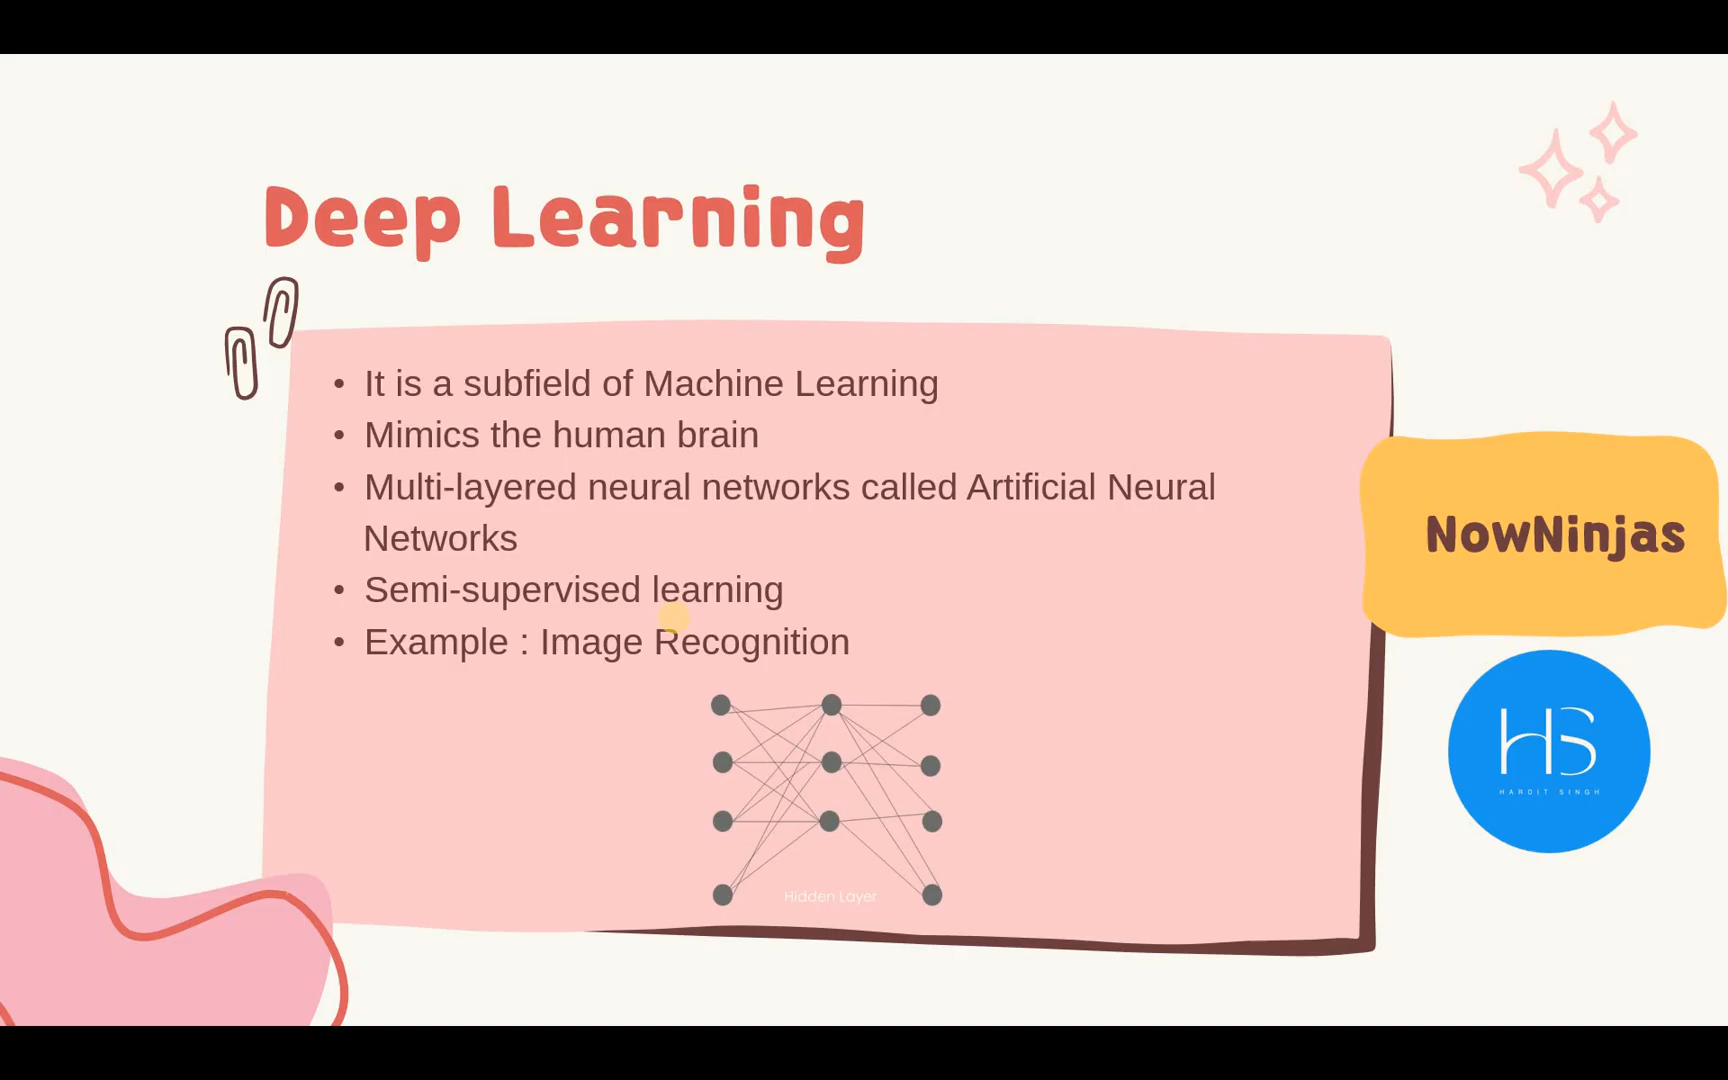 Deep Learning
• It is a subfield of Machine Learning
• Mimics the human brain
• Multi-layered neural networks called Artificial Neural
Networks
• Semi-supervised learning
• Example : Image Recognition
Hidden Layer
NowNinjas
HS
HARDIT SINGH